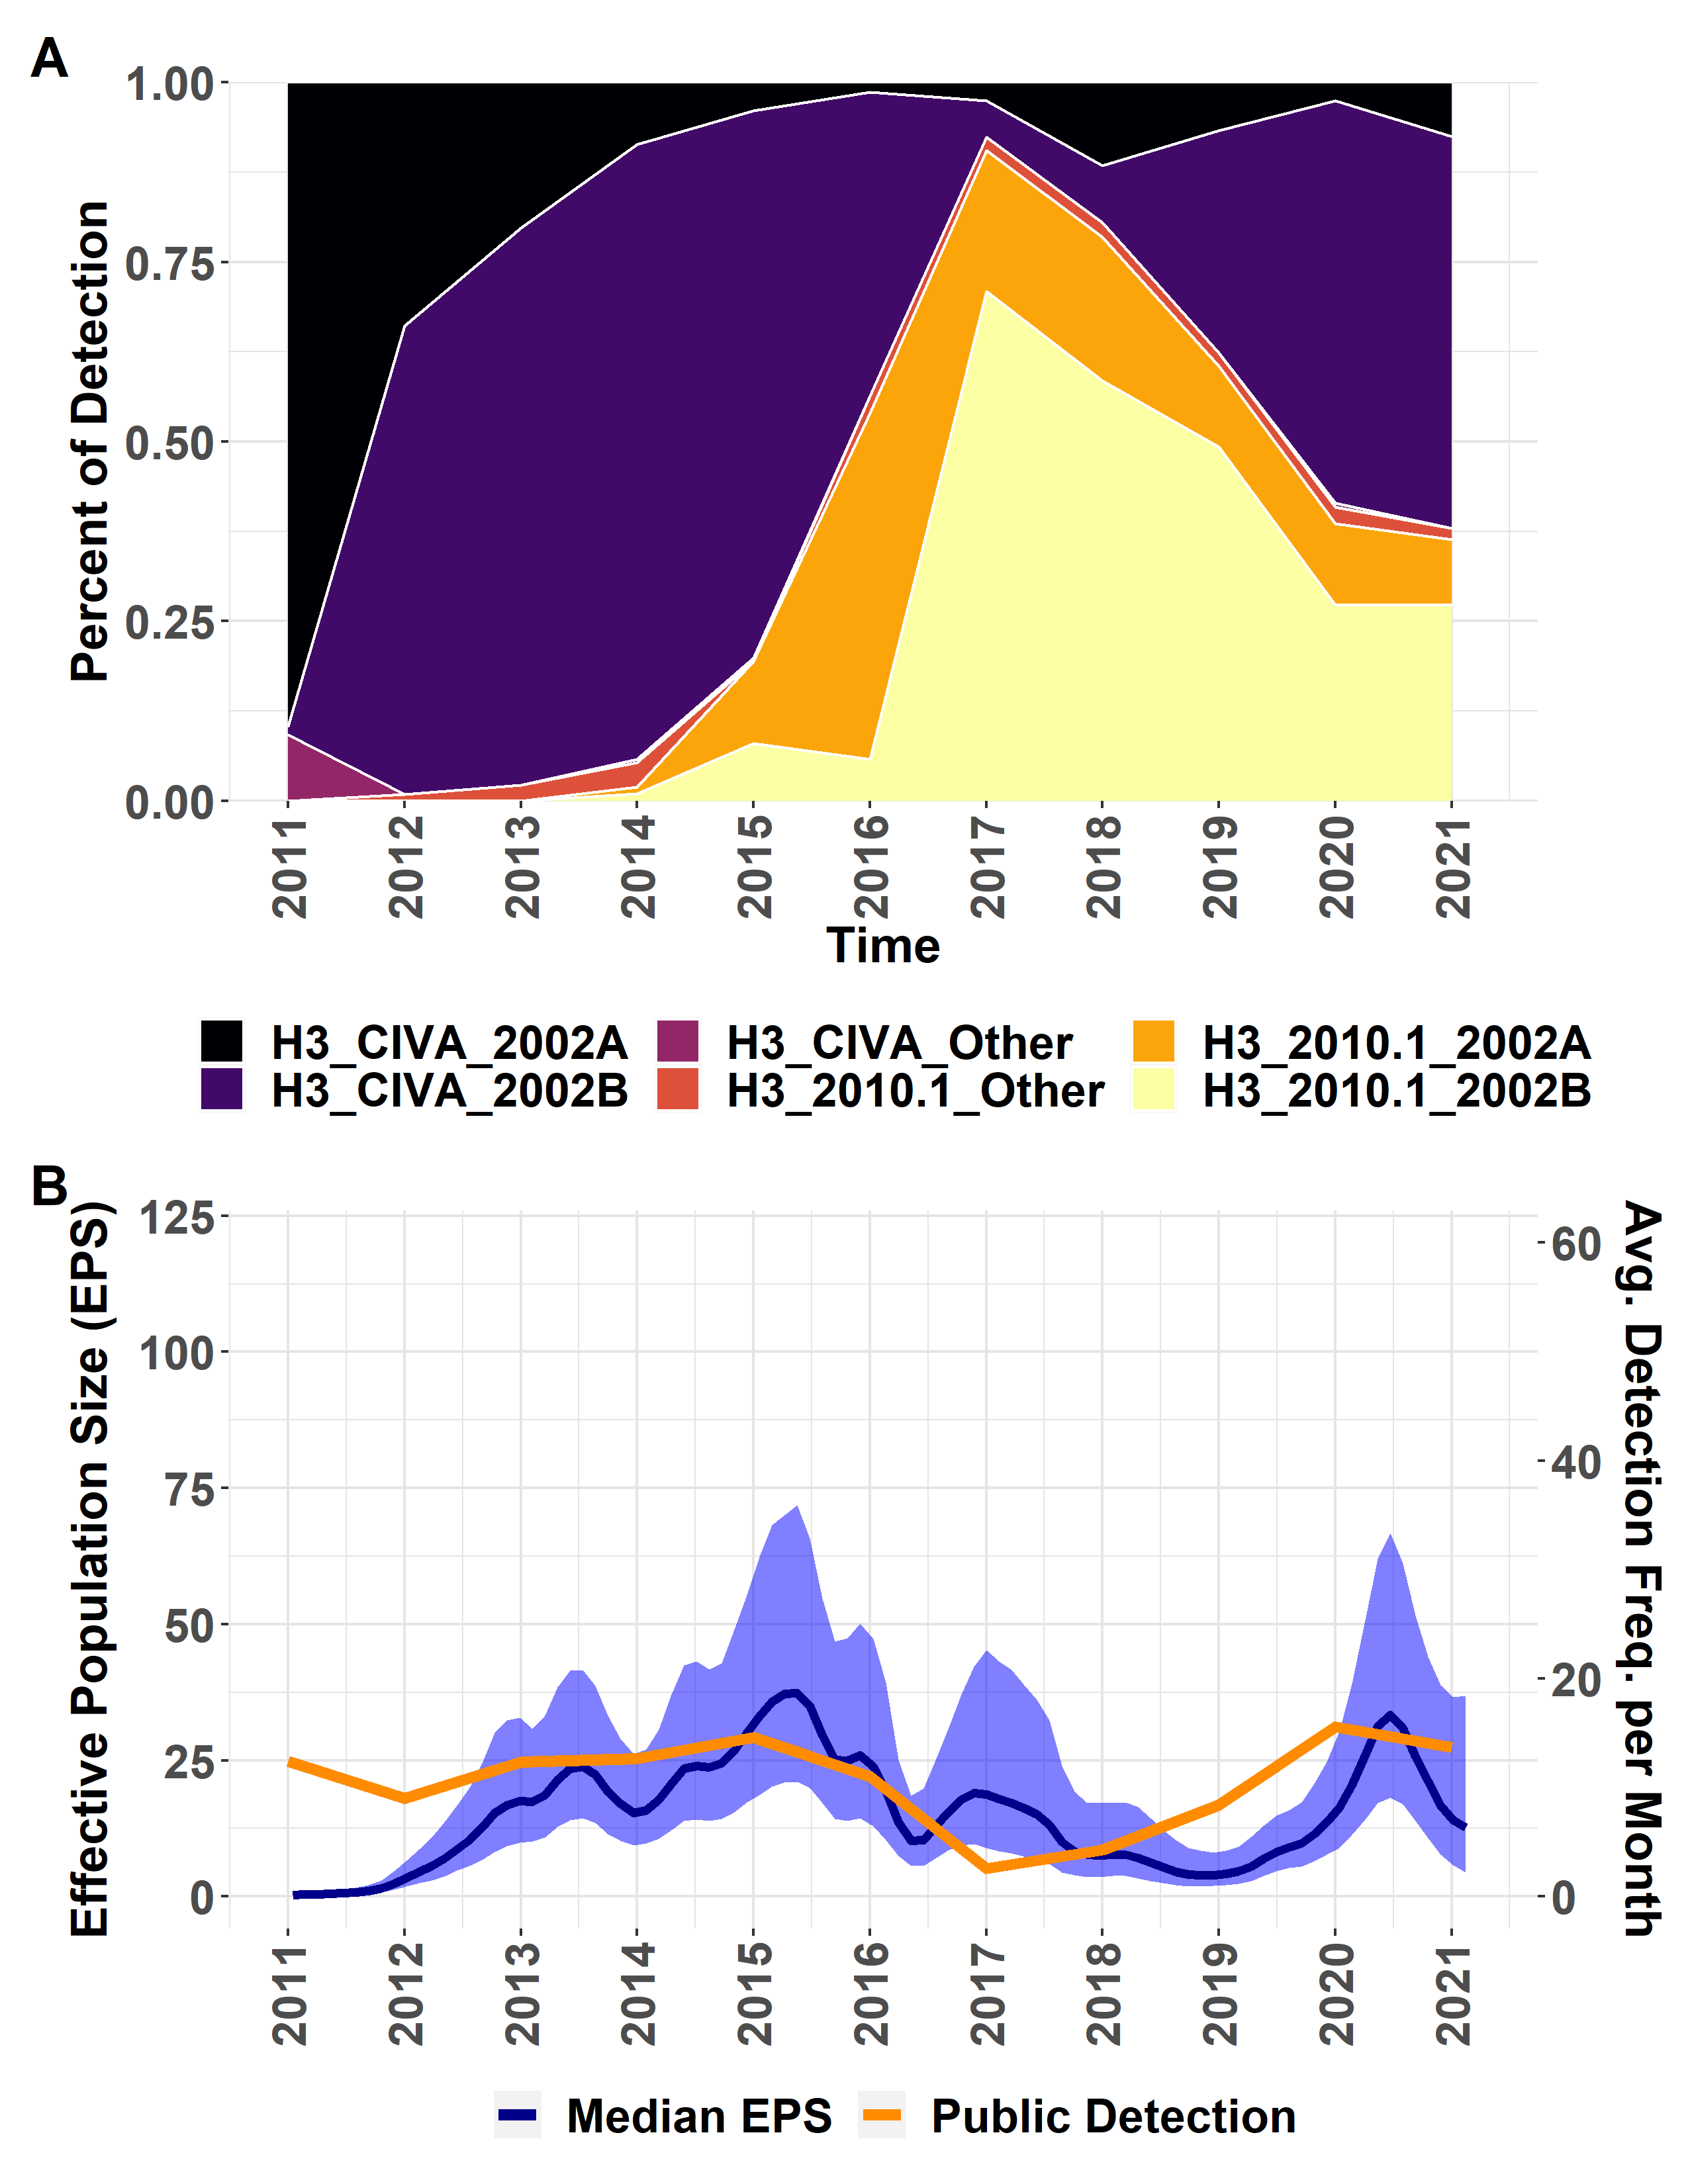 A
Percent of Detection
1.00
0.75
0.50
0.25
0.00
2011 2012 2013 2014 2015 2016 2017 2018 2019 2020 2021
Time
H3_CIVA_2002A H3_CIVA_Other H3_2010.1_2002A
H3_CIVA_2002B H3_2010.1_Other H3_2010.1_2002B
B
Effective Population Size (EPS)
125
100
75
50
25
0
60
40
20
0
Avg. Detection Freq. per Month
2011 2012 2013 2014 2015 2016 2017 2018 2019 2020 2021
Median EPS Public Detection